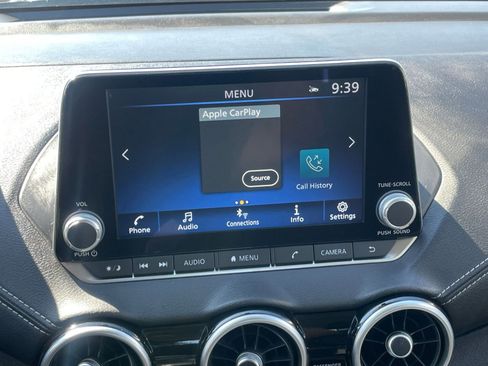 MENU
9:39
Apple CarPlay
Source
Call History
VOL
TUNE•SCROLL
Phone
Audio
Connections
Info
Settings
PUSH
PUSH SOUND
AUDIO
MENU
CAMERA
PASSENGER